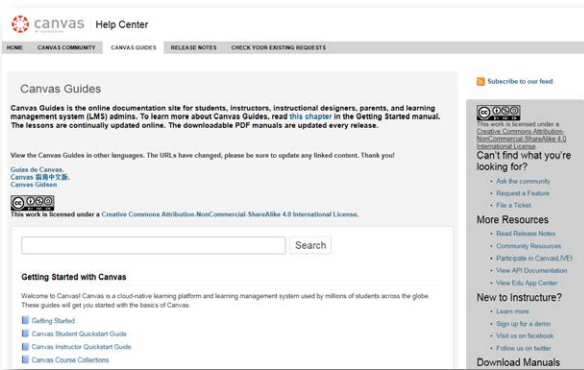 canvas Help Center
HOME CANVAS COMMUNITY CANVAS GUIDES RELEASE NOTES CHECK YOUR EXISTING REQUESTS
Canvas Guides
Canvas Guides is the online documentation site for students, instructors, instructional designers, parents, and learning
management system (LMS) admins. To learn more about Canvas Guides, read this chapter in the Getting Started manual.
The lessons are continually updated online. The downloadable PDF manuals are updated every release.
View the Canvas Guides in other languages. The URLs have changed, please be sure to update any linked content. Thank you!
Guías de Canvas.
Canvas 指南中文版.
Canvas Gidsen
This work is licensed under a Creative Commons Attribution-NonCommercial-ShareAlike 4.0 International License.
Search
Getting Started with Canvas
Welcome to Canvas! Canvas is a cloud-native learning platform and learning management system used by millions of students across the globe.
These guides will get you started with the basics of Canvas.
Getting Started
Canvas Student Quickstart Guide
Canvas Instructor Quickstart Guide
Canvas Course Collections
Subscribe to our feed
This work is licensed under a
Creative Commons Attribution-
NonCommercial-ShareAlike 4.0
International License.
Can't find what you're
looking for?
Ask the community
Request a Feature
File a Ticket
More Resources
Read Release Notes
Community Resources
Participate in CanvasLIVE!
View API Documentation
View Edu App Center
New to Instructure?
Learn more
Sign up for a demo
Visit us on facebook
Follow us on twitter
Download Manuals